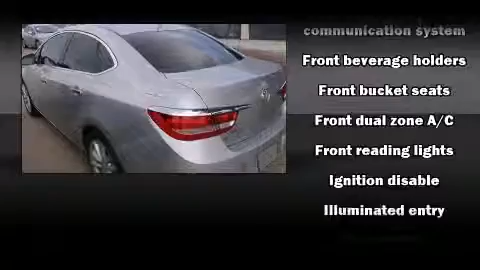 communication system
Front beverage holders
Front bucket seats
Front dual zone A/C
Front reading lights
Ignition disable
Illuminated entry